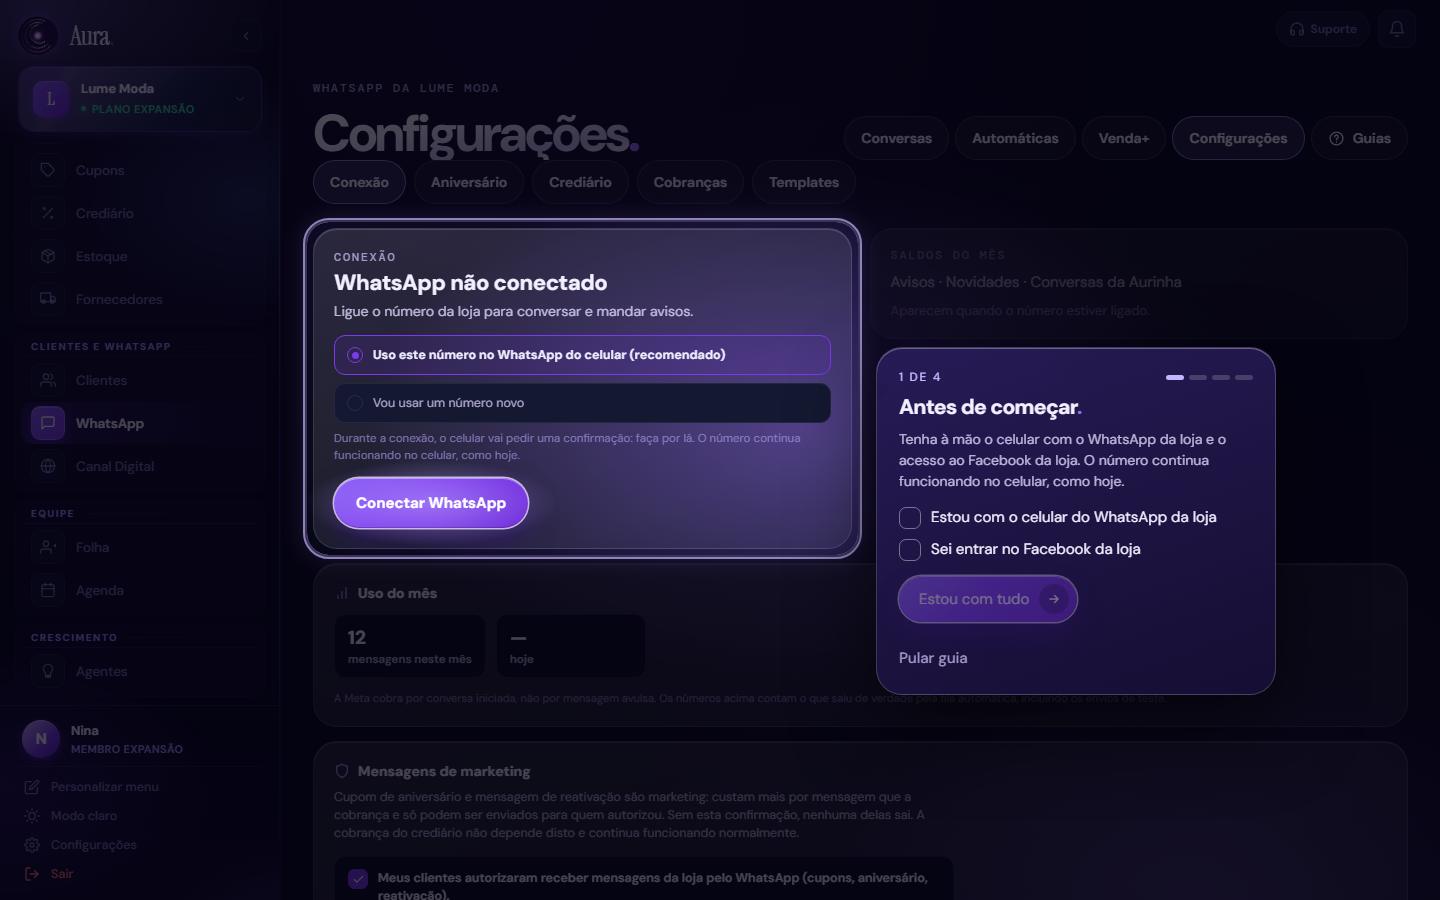 Aura.
Suporte
L
Lume Moda
PLANO EXPANSÃO
Cupons
Crediário
Estoque
Fornecedores
CLIENTES E WHATSAPP
Clientes
WhatsApp
Canal Digital
EQUIPE
Folha
Agenda
CRESCIMENTO
Agentes
N
Nina
MEMBRO EXPANSÃO
Personalizar menu
Modo claro
Configurações
Sair
WHATSAPP DA LUME MODA
Configurações.
Conversas
Automáticas
Venda+
Configurações
Guias
Conexão
Aniversário
Crediário
Cobranças
Templates
CONEXÃO
WhatsApp não conectado
Ligue o número da loja para conversar e mandar avisos.
Uso este número no WhatsApp do celular (recomendado)
Vou usar um número novo
Durante a conexão, o celular vai pedir uma confirmação: faça por lá. O número continua
funcionando no celular, como hoje.
Conectar WhatsApp
SALDOS DO MÊS
Avisos · Novidades · Conversas da Aurinha
Aparecem quando o número estiver ligado.
1 DE 4
Antes de começar.
Tenha à mão o celular com o WhatsApp da loja e o
acesso ao Facebook da loja. O número continua
funcionando no celular, como hoje.
Estou com o celular do WhatsApp da loja
Sei entrar no Facebook da loja
Estou com tudo
Pular guia
Uso do mês
12
mensagens neste mês
—
hoje
A Meta cobra por conversa iniciada, não por mensagem avulsa. Os números acima contam o que saiu de verdade pela fila automática, incluindo os envios de teste.
Mensagens de marketing
Cupom de aniversário e mensagem de reativação são marketing: custam mais por mensagem que a
cobrança e só podem ser enviados para quem autorizou. Sem esta confirmação, nenhuma delas sai. A
cobrança do crediário não depende disto e continua funcionando normalmente.
Meus clientes autorizaram receber mensagens da loja pelo WhatsApp (cupons, aniversário,
reativação).